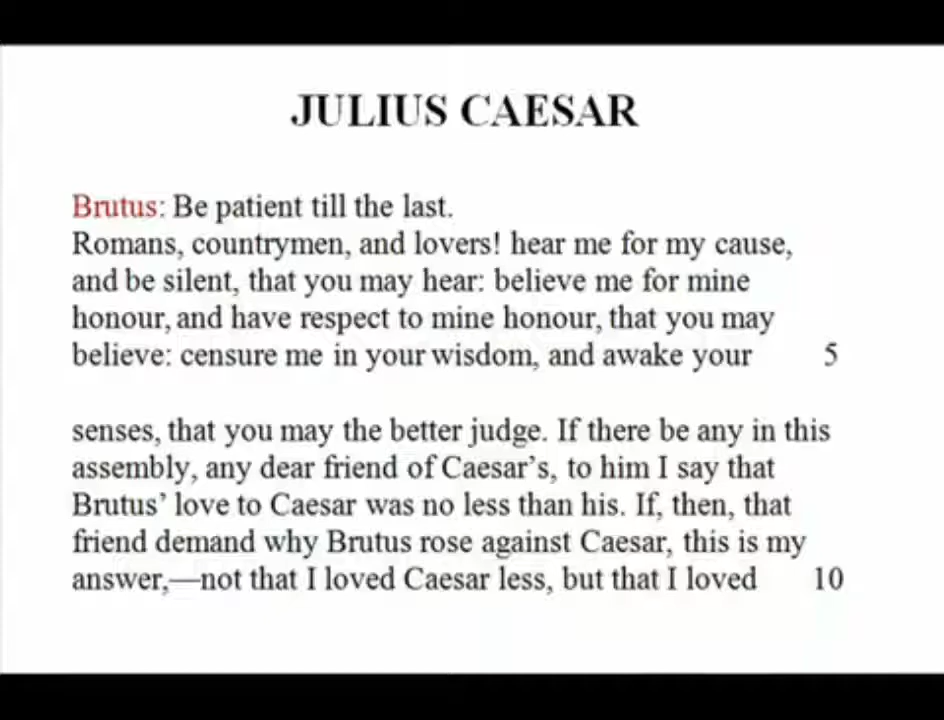 JULIUS CAESAR
Brutus: Be patient till the last.
Romans, countrymen, and lovers! hear me for my cause,
and be silent, that you may hear: believe me for mine
honour, and have respect to mine honour, that you may
believe: censure me in your wisdom, and awake your 5
senses, that you may the better judge. If there be any in this
assembly, any dear friend of Caesar’s, to him I say that
Brutus’ love to Caesar was no less than his. If, then, that
friend demand why Brutus rose against Caesar, this is my
answer,—not that I loved Caesar less, but that I loved 10